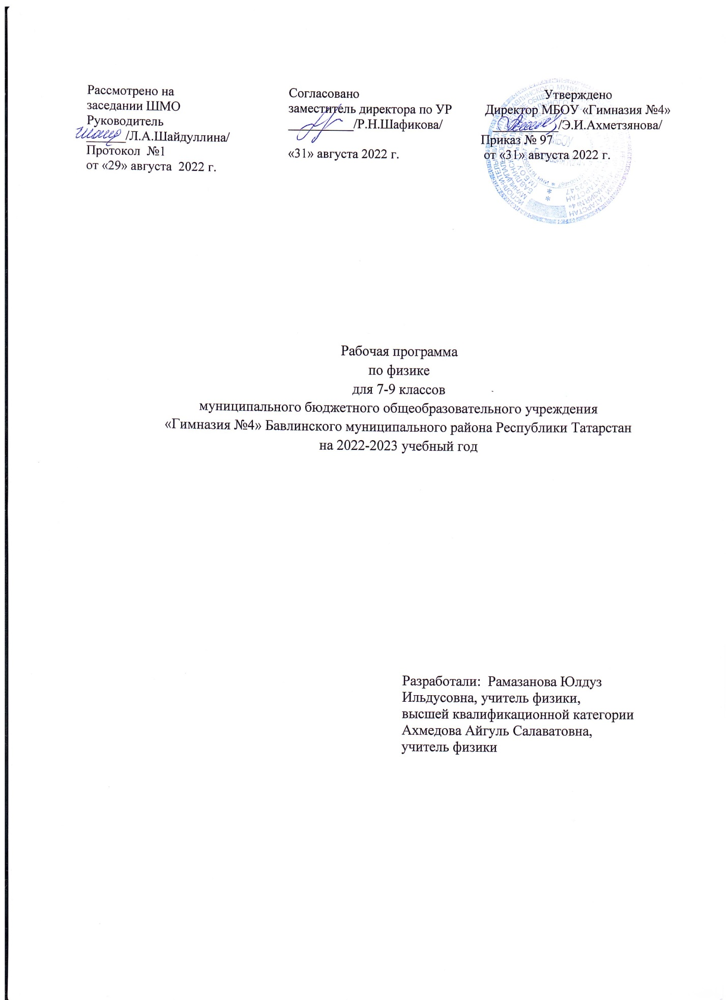 Рассмотрено на
заседании ШМО
Руководитель
______/Л.А.Шайдуллина/
Протокол №1
от «29» августа 2022 г.
Согласовано
заместитель директора по УР
__________/Р.Н.Шафикова/
«31» августа 2022 г.
Утверждено
Директор МБОУ «Гимназия №4»
__________/Э.И.Ахметзянова/
Приказ № 97
от «31» августа 2022 г.
МБОУ
Рабочая программа
по физике
для 7-9 классов
муниципального бюджетного общеобразовательного учреждения
«Гимназия №4» Бавлинского муниципального района Республики Татарстан
на 2022-2023 учебный год
Разработали: Рамазанова Юлдуз
Ильдусовна, учитель физики,
высшей квалификационной категории
Ахмедова Айгуль Салаватовна,
учитель физики